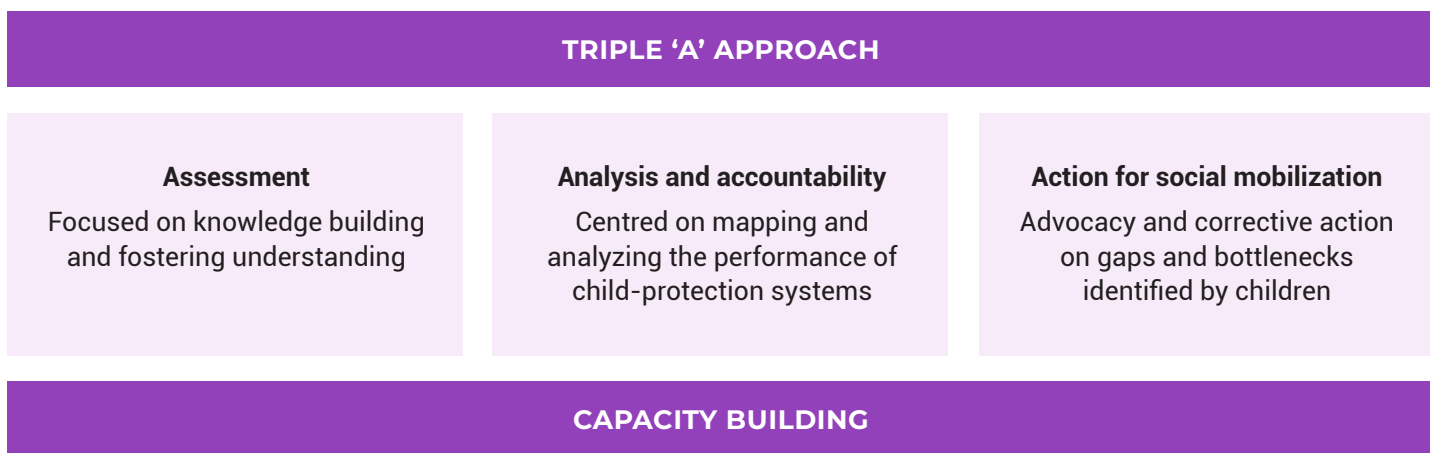 TRIPLE ‘A’ APPROACH
Assessment
Focused on knowledge building
and fostering understanding
Analysis and accountability
Centred on mapping and
analyzing the performance of
child-protection systems
Action for social mobilization
Advocacy and corrective action
on gaps and bottlenecks
identified by children
CAPACITY BUILDING